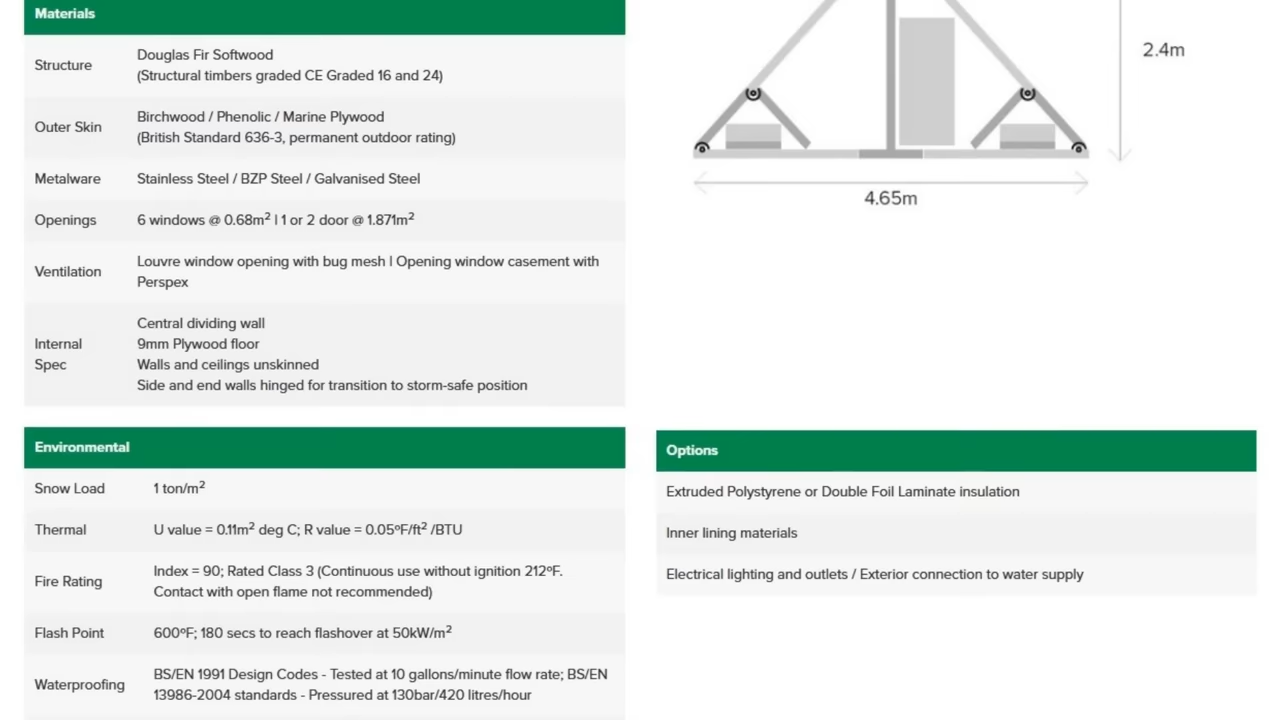 Materials
Structure
Douglas Fir Softwood
(Structural timbers graded CE Graded 16 and 24)
Outer Skin
Birchwood / Phenolic / Marine Plywood
(British Standard 636-3, permanent outdoor rating)
Metalware
Stainless Steel / BZP Steel / Galvanised Steel
Openings
6 windows @ 0.68m² | 1 or 2 door @ 1.871m²
Ventilation
Louvre window opening with bug mesh | Opening window casement with
Perspex
Internal
Spec
Central dividing wall
9mm Plywood floor
Walls and ceilings unskinned
Side and end walls hinged for transition to storm-safe position
2.4m
4.65m
Environmental
Snow Load
1 ton/m²
Thermal
U value = 0.11m² deg C; R value = 0.05ºF/ft² /BTU
Fire Rating
Index = 90; Rated Class 3 (Continuous use without ignition 212ºF.
Contact with open flame not recommended)
Flash Point
600ºF; 180 secs to reach flashover at 50kW/m²
Waterproofing
BS/EN 1991 Design Codes - Tested at 10 gallons/minute flow rate; BS/EN
13986-2004 standards - Pressured at 130bar/420 litres/hour
Options
Extruded Polystyrene or Double Foil Laminate insulation
Inner lining materials
Electrical lighting and outlets / Exterior connection to water supply